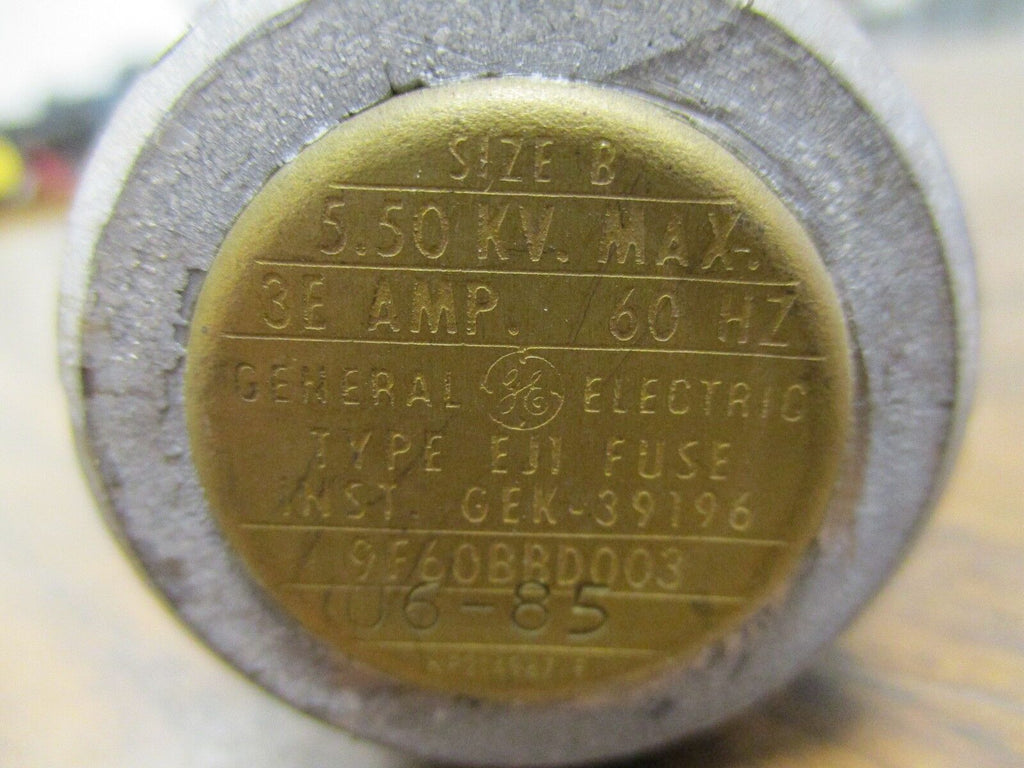 SIZE B
5.50 KV. MAX.
3E AMP. 60 HZ
GENERAL GE ELECTRIC
TYPE EJ1 FUSE
INST. GEK-39196
9F60BBD003
06-85